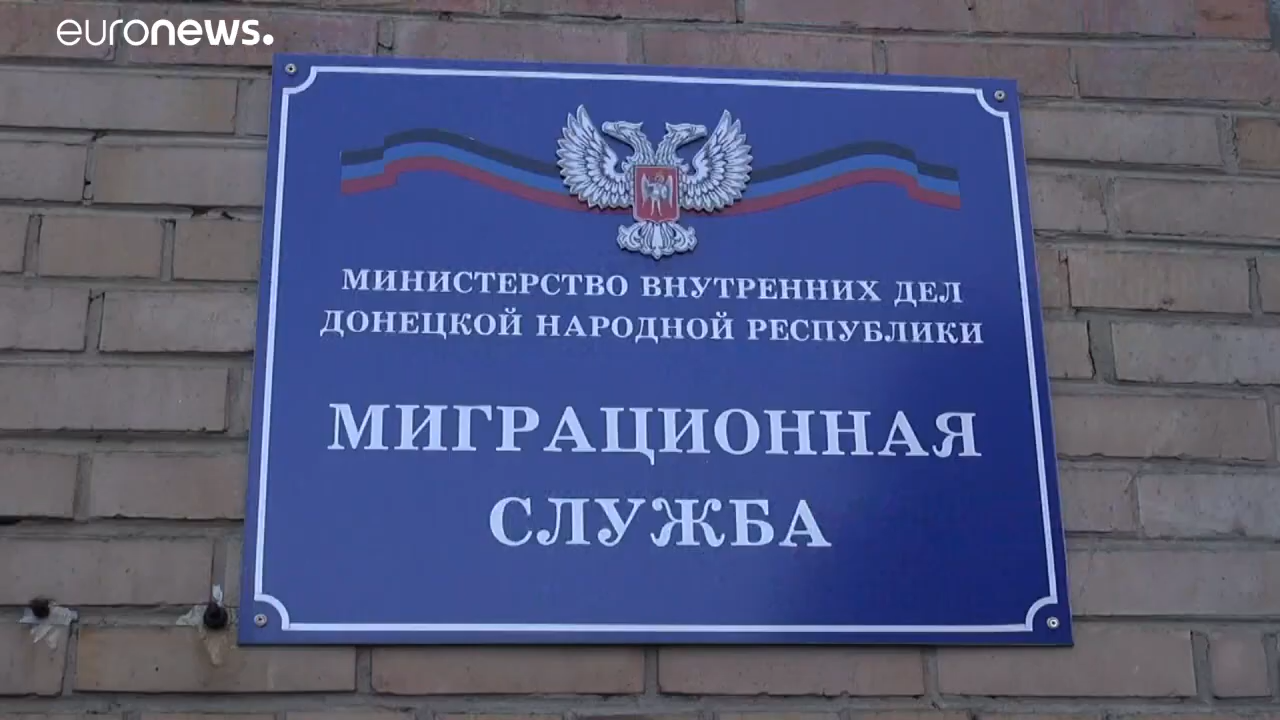 euronews.
МИНИСТЕРСТВО ВНУТРЕННИХ ДЕЛ
ДОНЕЦКОЙ НАРОДНОЙ РЕСПУБЛИКИ
МИГРАЦИОННАЯ
СЛУЖБА